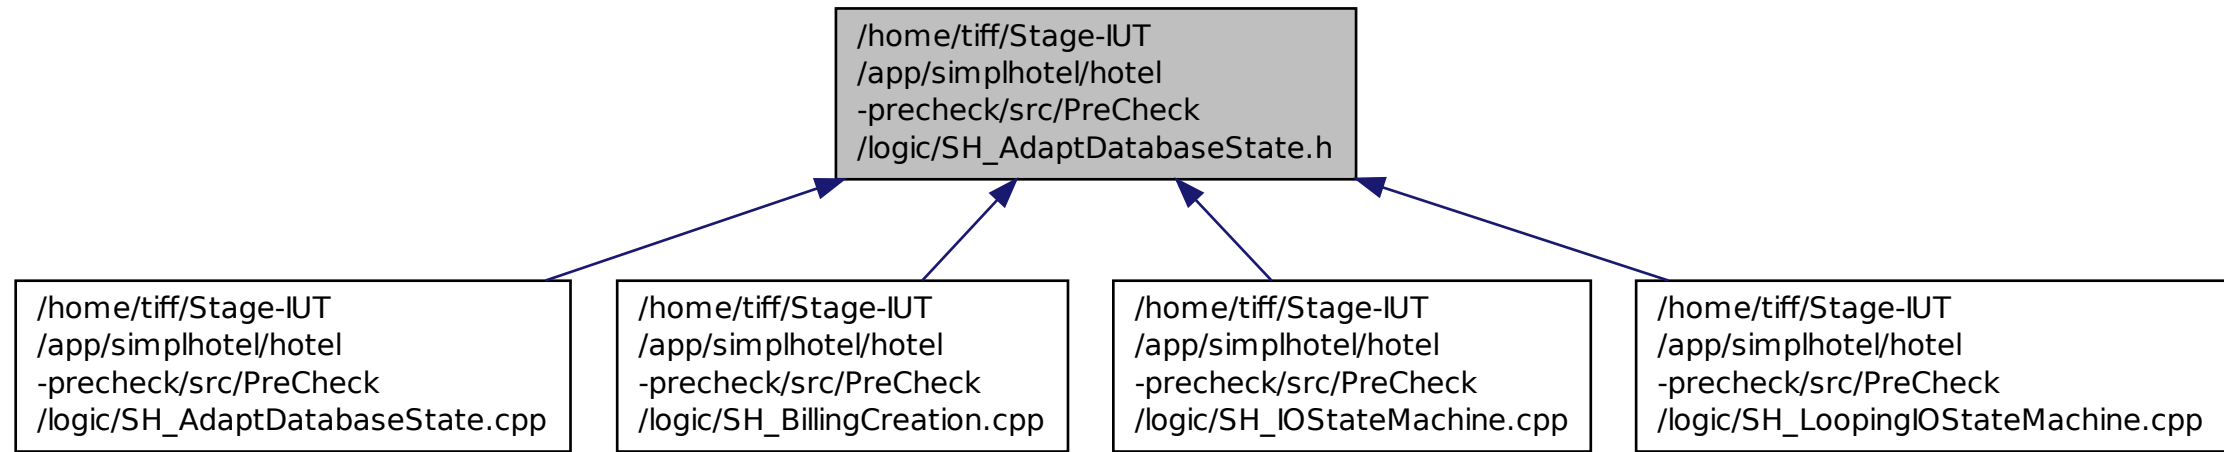 /home/tiff/Stage-IUT
/app/simplhotel/hotel
-precheck/src/PreCheck
/logic/SH_AdaptDatabaseState.h
/home/tiff/Stage-IUT
/app/simplhotel/hotel
-precheck/src/PreCheck
/logic/SH_AdaptDatabaseState.cpp
/home/tiff/Stage-IUT
/app/simplhotel/hotel
-precheck/src/PreCheck
/logic/SH_BillingCreation.cpp
/home/tiff/Stage-IUT
/app/simplhotel/hotel
-precheck/src/PreCheck
/logic/SH_IOStateMachine.cpp
/home/tiff/Stage-IUT
/app/simplhotel/hotel
-precheck/src/PreCheck
/logic/SH_LoopingIOStateMachine.cpp